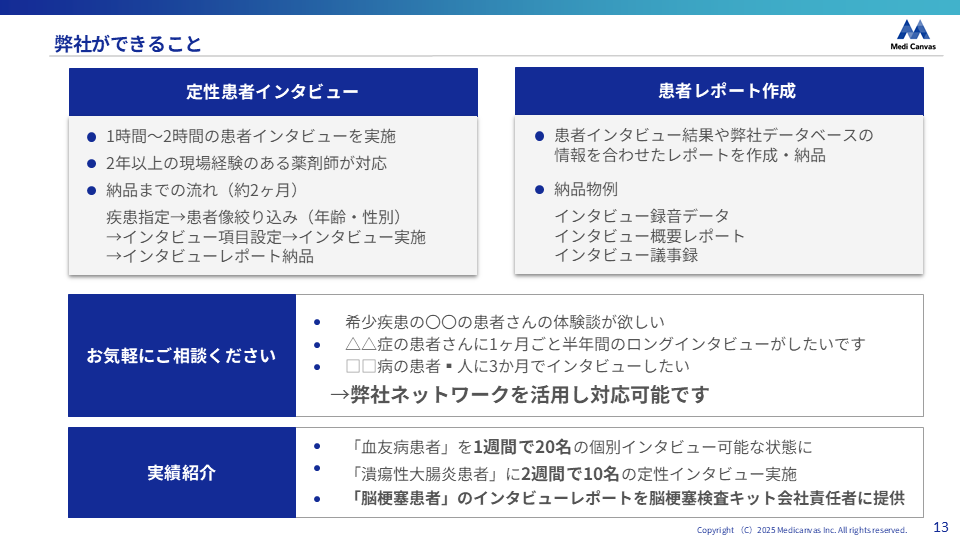 弊社ができること
Medi Canvas
定性患者インタビュー
1時間～2時間の患者インタビューを実施
2年以上の現場経験のある薬剤師が対応
納品までの流れ（約2ヶ月）
疾患指定→患者像絞り込み（年齢・性別）
→インタビュー項目設定→インタビュー実施
→インタビューレポート納品
患者レポート作成
患者インタビュー結果や弊社データベースの
情報を合わせたレポートを作成・納品
納品物例
インタビュー録音データ
インタビュー概要レポート
インタビュー議事録
お気軽にご相談ください
希少疾患の〇〇の患者さんの体験談が欲しい
△△症の患者さんに1ヶ月ごと半年間のロングインタビューがしたいです
□□病の患者▪人に3か月でインタビューしたい
→弊社ネットワークを活用し対応可能です
実績紹介
「血友病患者」を1週間で20名の個別インタビュー可能な状態に
「潰瘍性大腸炎患者」に2週間で10名の定性インタビュー実施
「脳梗塞患者」のインタビューレポートを脳梗塞検査キット会社責任者に提供
Copyright （C）2025 Medicanvas Inc. All rights reserved.
13